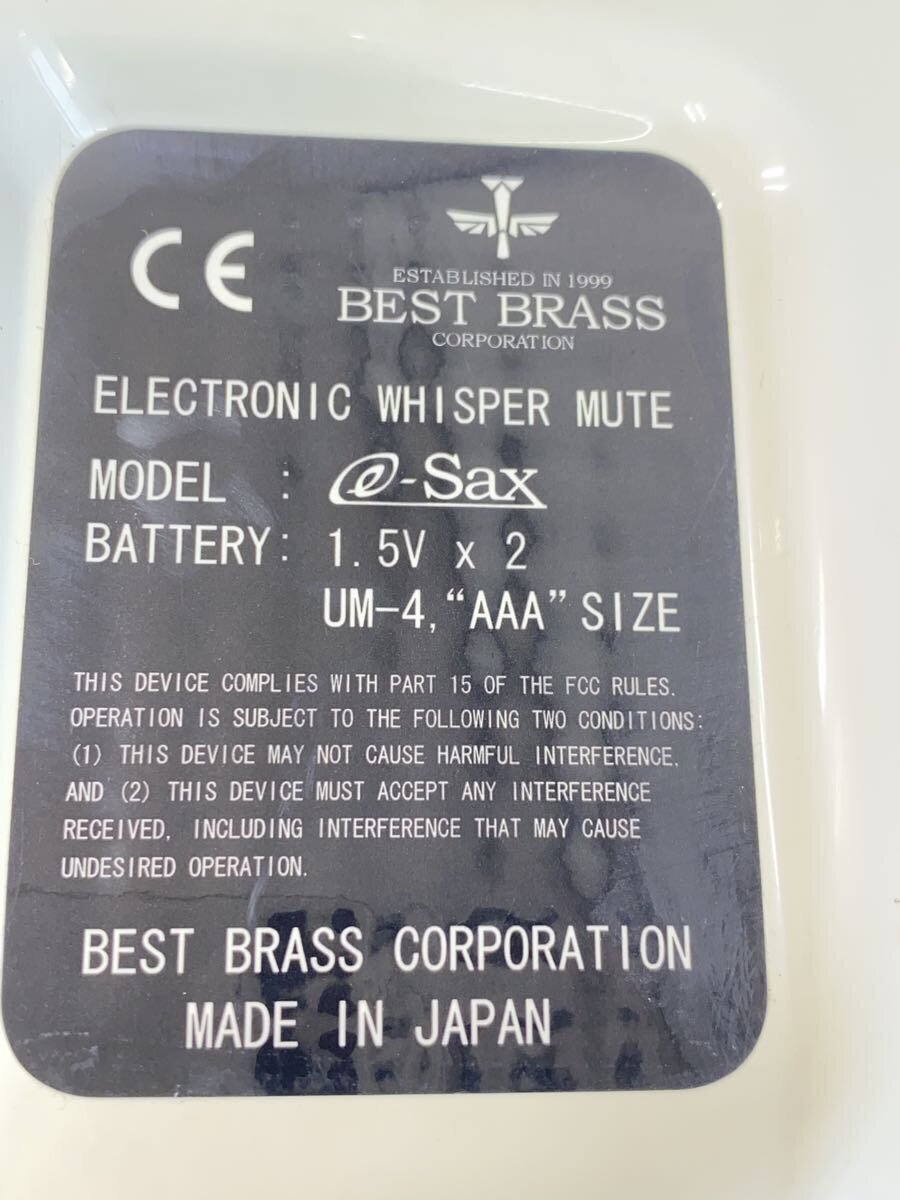 CE
ESTABLISHED IN 1999
BEST BRASS
CORPORATION
ELECTRONIC WHISPER MUTE
MODEL : e-Sax
BATTERY: 1.5V x 2
UM-4, “AAA” SIZE
THIS DEVICE COMPLIES WITH PART 15 OF THE FCC RULES.
OPERATION IS SUBJECT TO THE FOLLOWING TWO CONDITIONS:
(1) THIS DEVICE MAY NOT CAUSE HARMFUL INTERFERENCE.
AND (2) THIS DEVICE MUST ACCEPT ANY INTERFERENCE
RECEIVED, INCLUDING INTERFERENCE THAT MAY CAUSE
UNDESIRED OPERATION.
BEST BRASS CORPORATION
MADE IN JAPAN